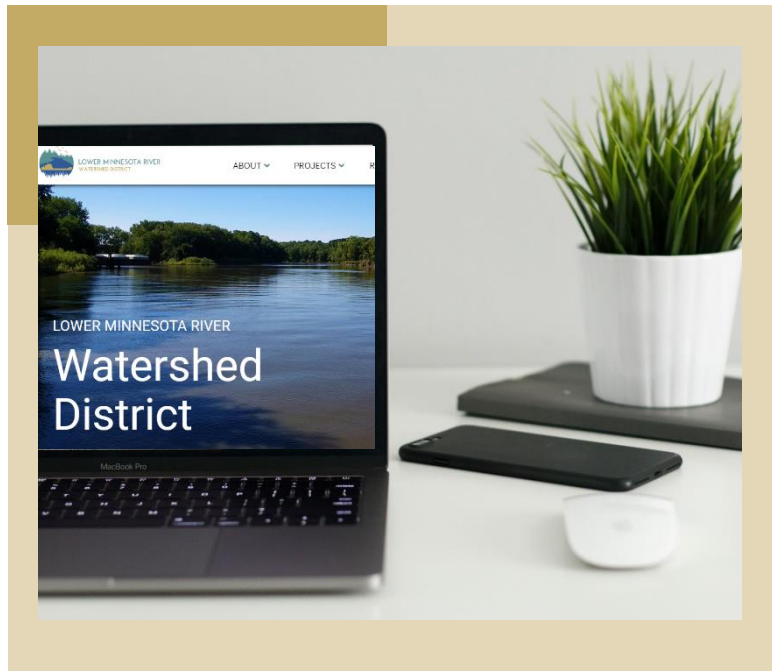 LOWER MINNESOTA RIVER
WATERSHED DISTRICT
ABOUT
PROJECTS
R
LOWER MINNESOTA RIVER
Watershed
District
MacBook Pro